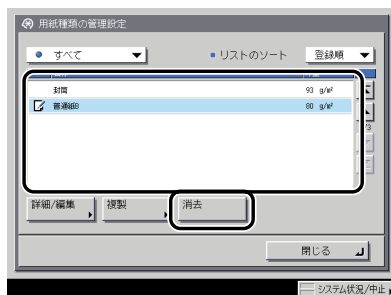 用紙種類の管理設定
すべて
リストのソート 登録順
封筒 93 g/m²
普通紙3 80 g/m²
/3
詳細/編集 複製 消去
閉じる
システム状況/中止